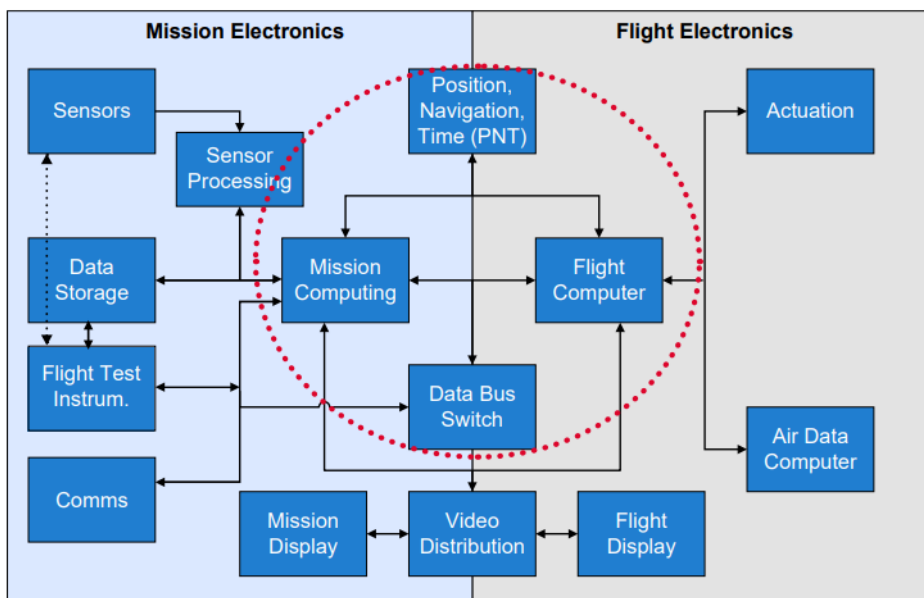 Mission Electronics
Flight Electronics
Sensors
Position,
Navigation,
Time (PNT)
Actuation
Sensor
Processing
Data
Storage
Mission
Computing
Flight
Computer
Flight Test
Instrum.
Data Bus
Switch
Air Data
Computer
Comms
Mission
Display
Video
Distribution
Flight
Display